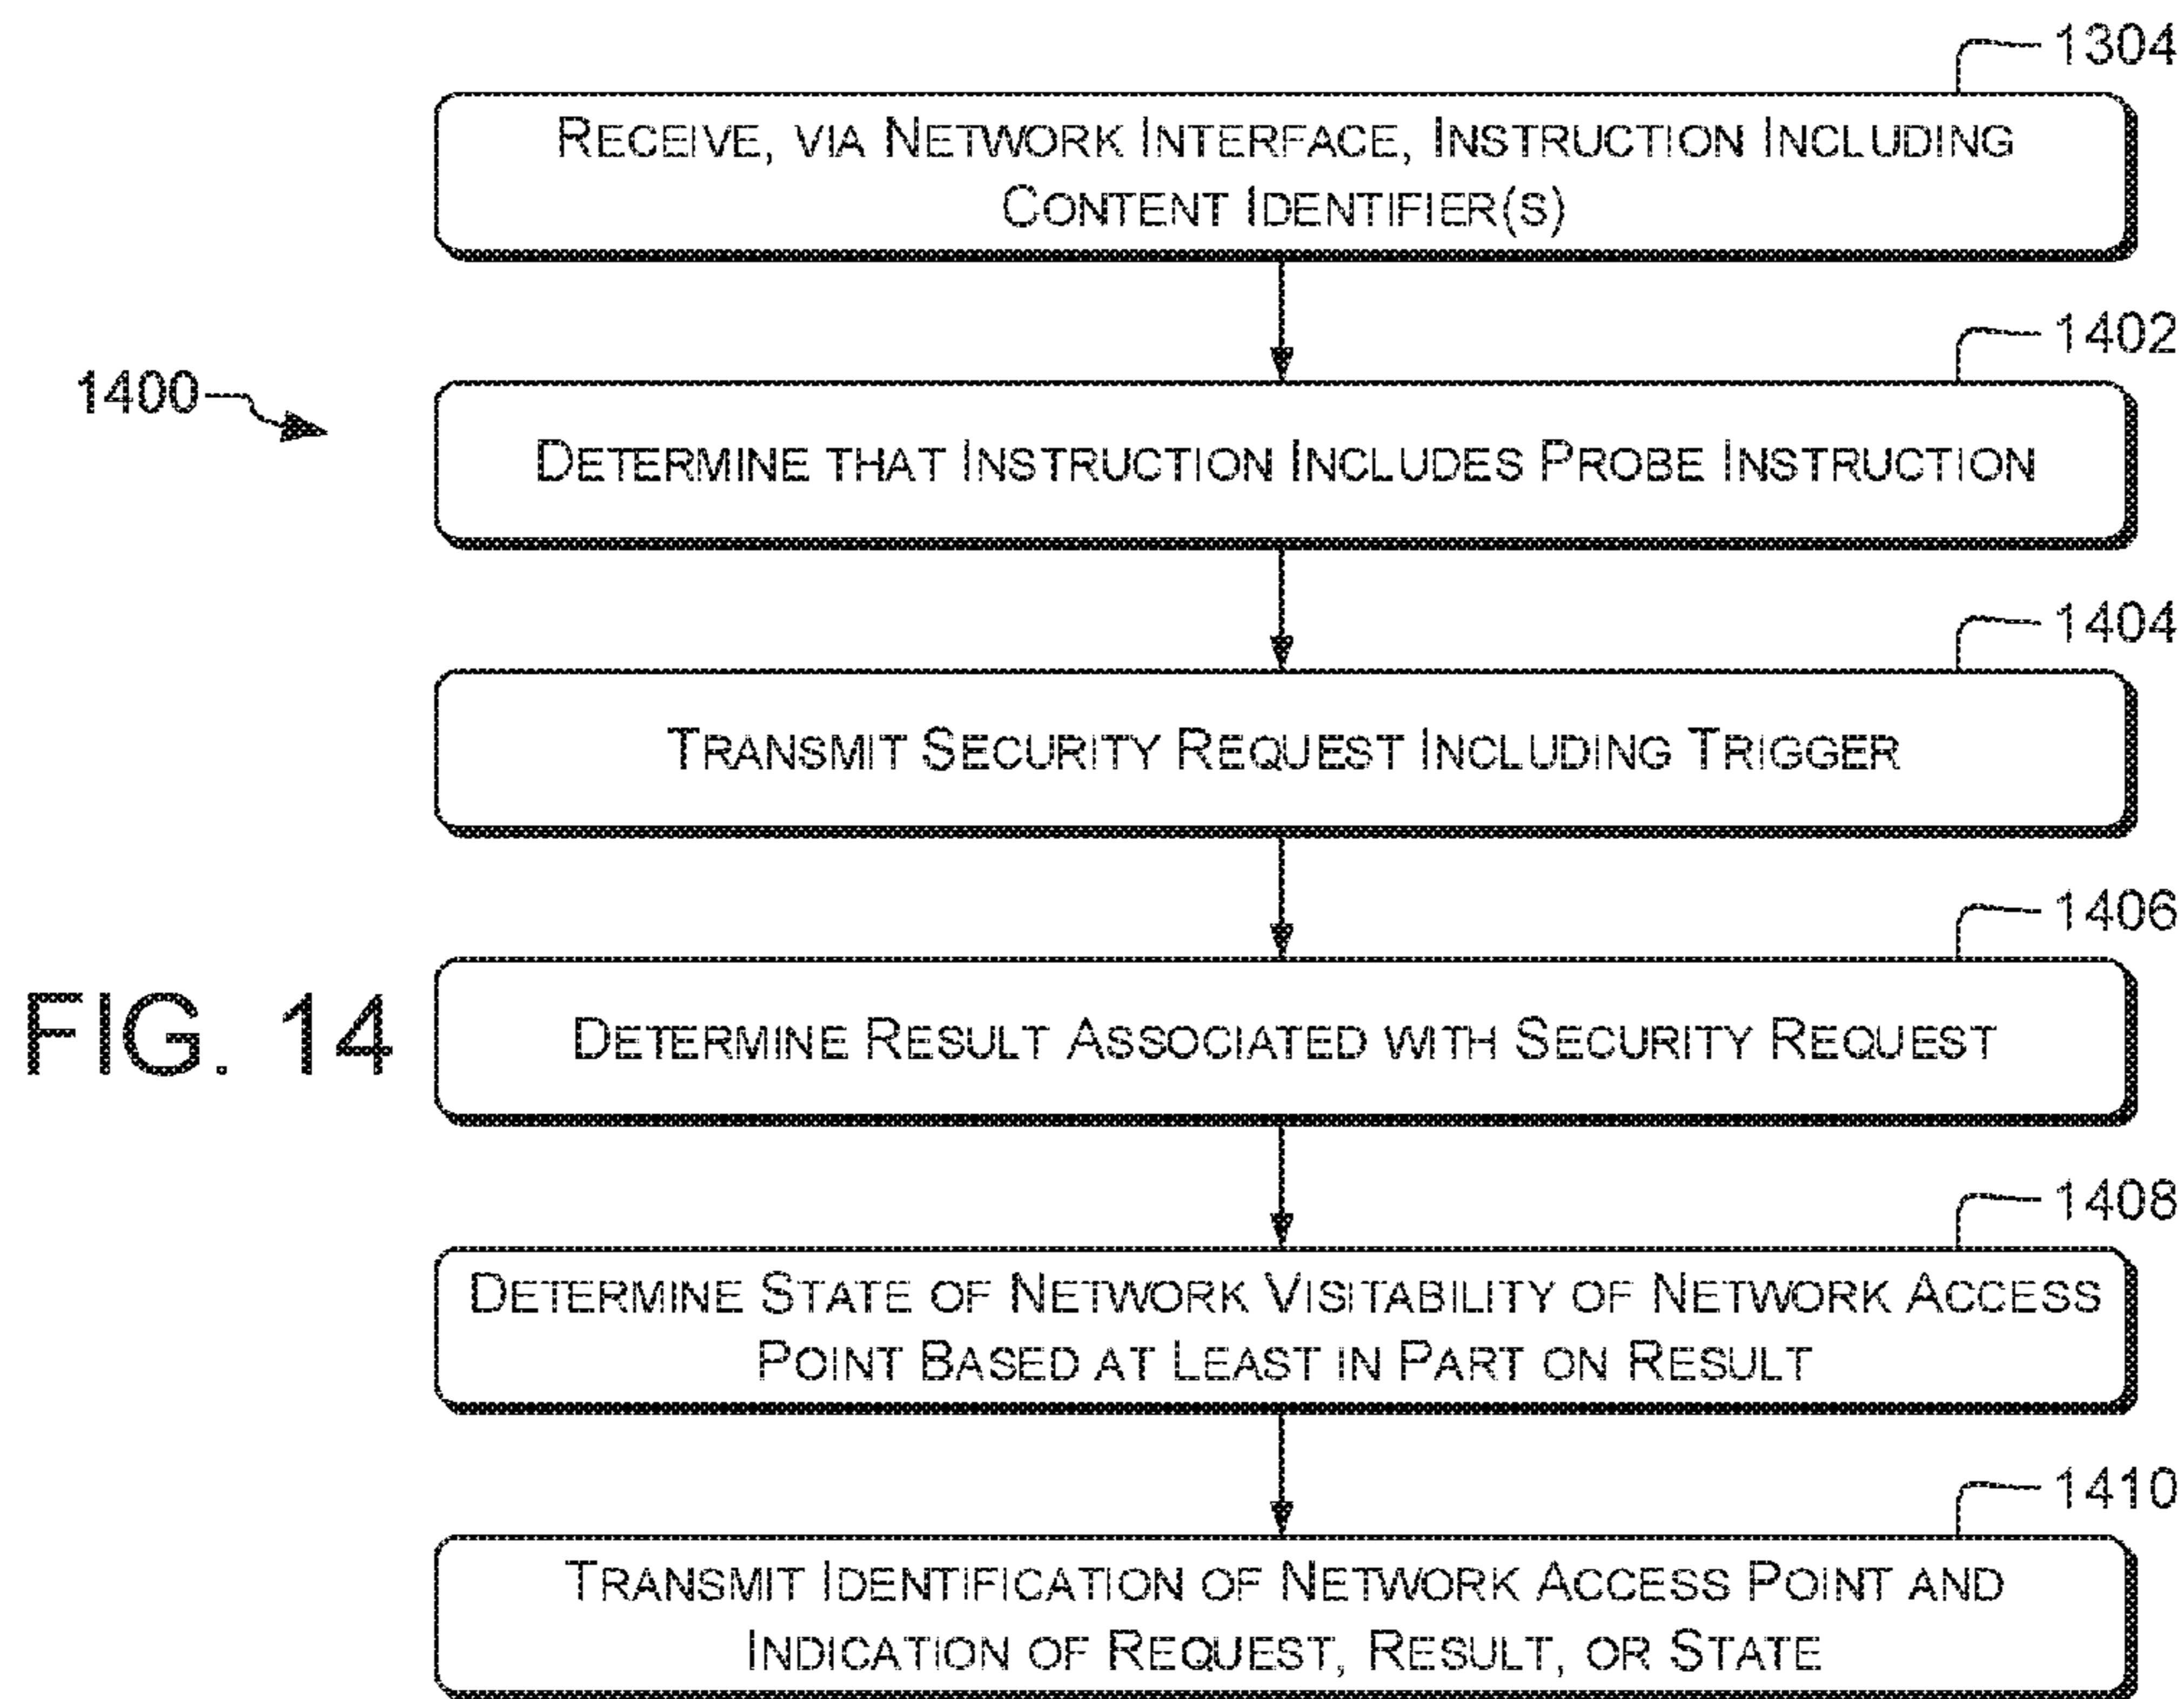 1304
RECEIVE, VIA NETWORK INTERFACE, INSTRUCTION INCLUDING
CONTENT IDENTIFIER(S)
1402
1400
DETERMINE THAT INSTRUCTION INCLUDES PROBE INSTRUCTION
1404
TRANSMIT SECURITY REQUEST INCLUDING TRIGGER
1406
FIG. 14
DETERMINE RESULT ASSOCIATED WITH SECURITY REQUEST
1408
DETERMINE STATE OF NETWORK VISITABILITY OF NETWORK ACCESS
POINT BASED AT LEAST IN PART ON RESULT
1410
TRANSMIT IDENTIFICATION OF NETWORK ACCESS POINT AND
INDICATION OF REQUEST, RESULT, OR STATE